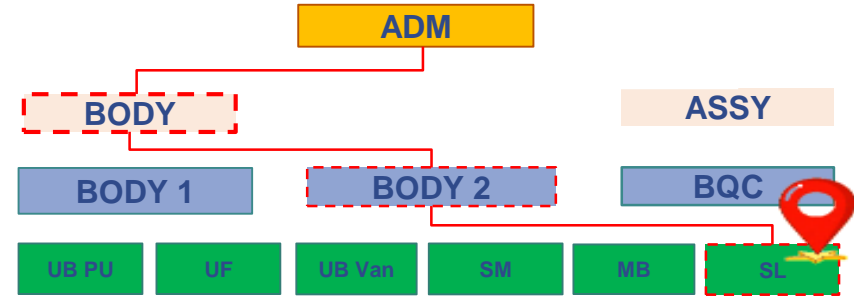 ADM
BODY
ASSY
BODY 1
BODY 2
BQC
UB PU
UF
UB Van
SM
MB
SL